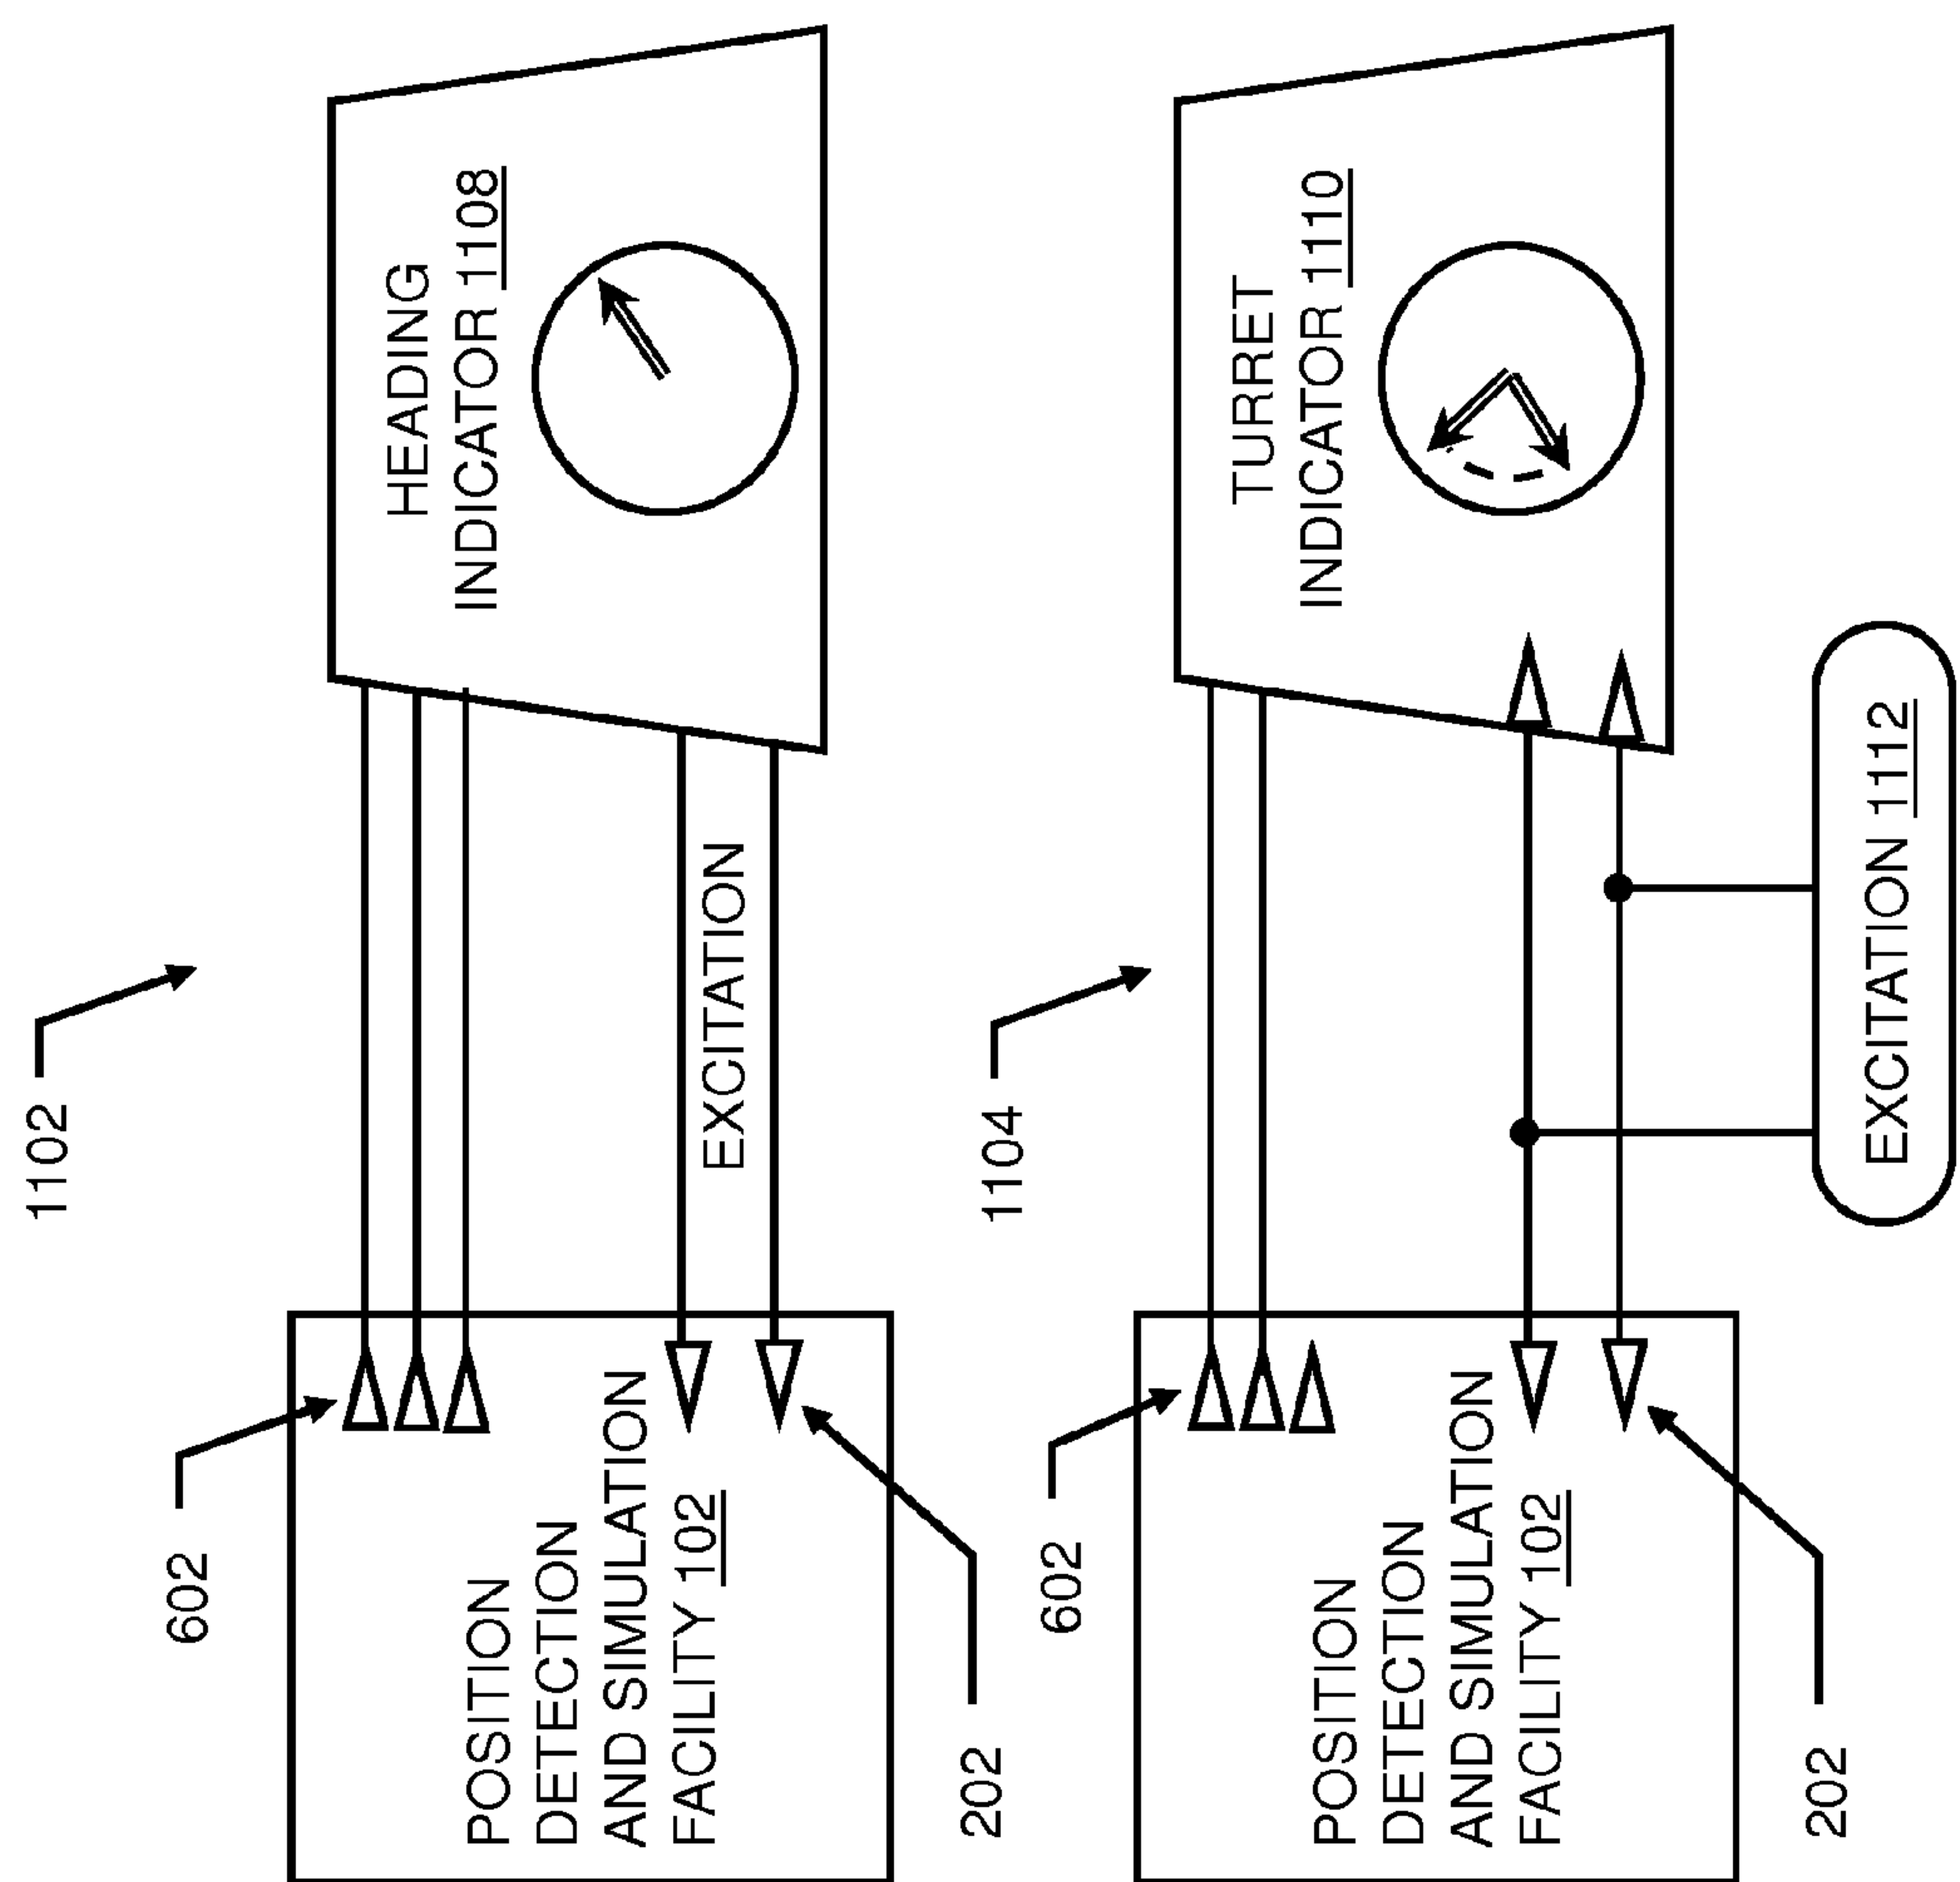 1102
602
POSITION
DETECTION
AND SIMULATION
FACILITY 102
202
EXCITATION
HEADING
INDICATOR 1108
1104
602
POSITION
DETECTION
AND SIMULATION
FACILITY 102
202
TURRET
INDICATOR 1110
EXCITATION 1112